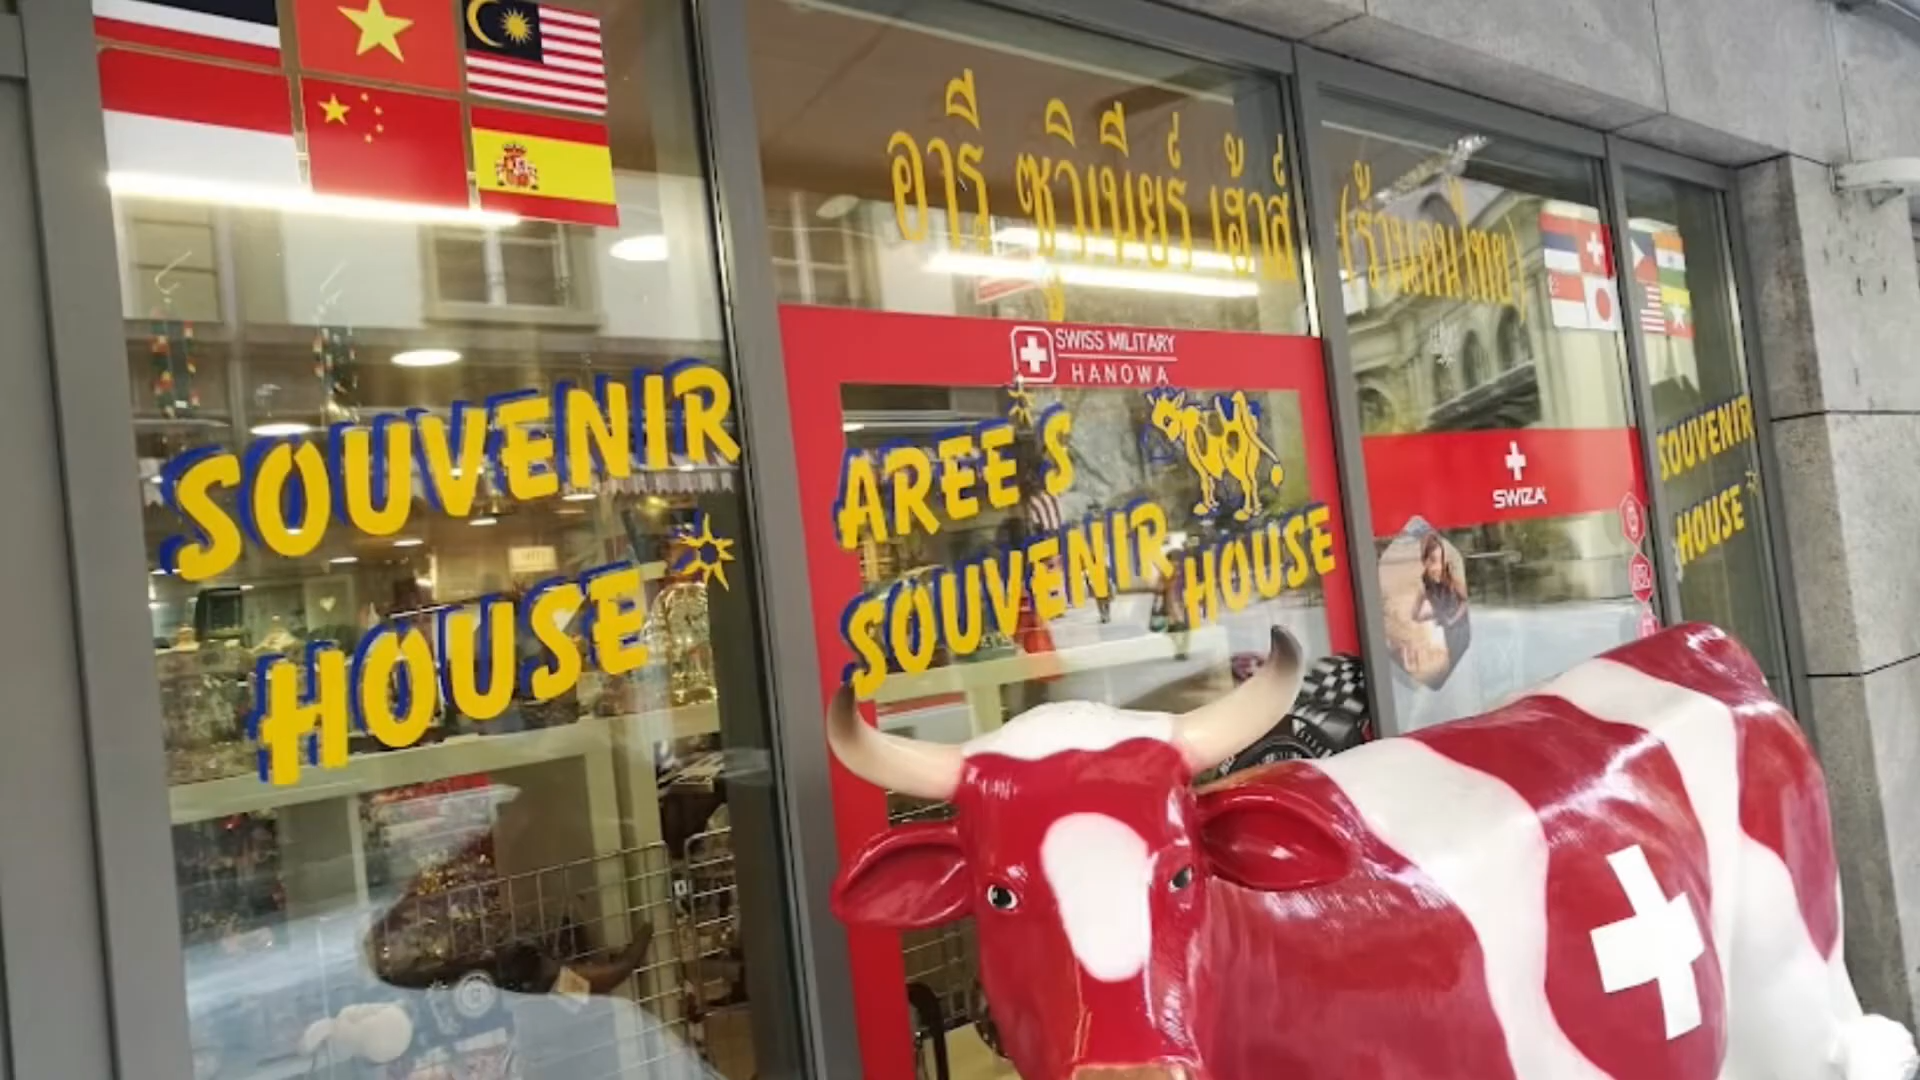 SOUVENIR
HOUSE
อารี ซูวิเนียร์ เฮ้าส์
(ร้านคนไทย)
SWISS MILITARY
HANOWA
AREE'S
SOUVENIR HOUSE
SWIZA
SOUVENIR
HOUSE